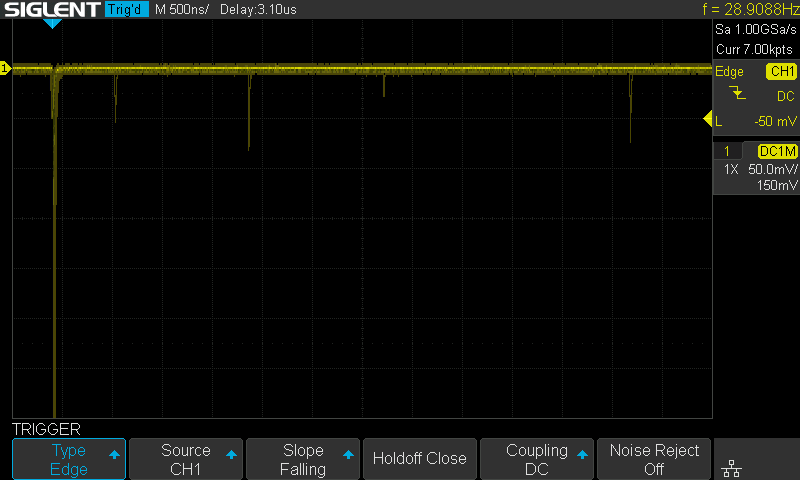 SIGLENT Trig'd M 500ns/ Delay:3.10us f = 28.9088Hz
Sa 1.00GSa/s
Curr 7.00kpts
Edge CH1
DC
L -50 mV
1 DC1M
1X 50.0mV/
150mV
1
TRIGGER
Type
Edge
Source
CH1
Slope
Falling
Holdoff Close
Coupling
DC
Noise Reject
Off